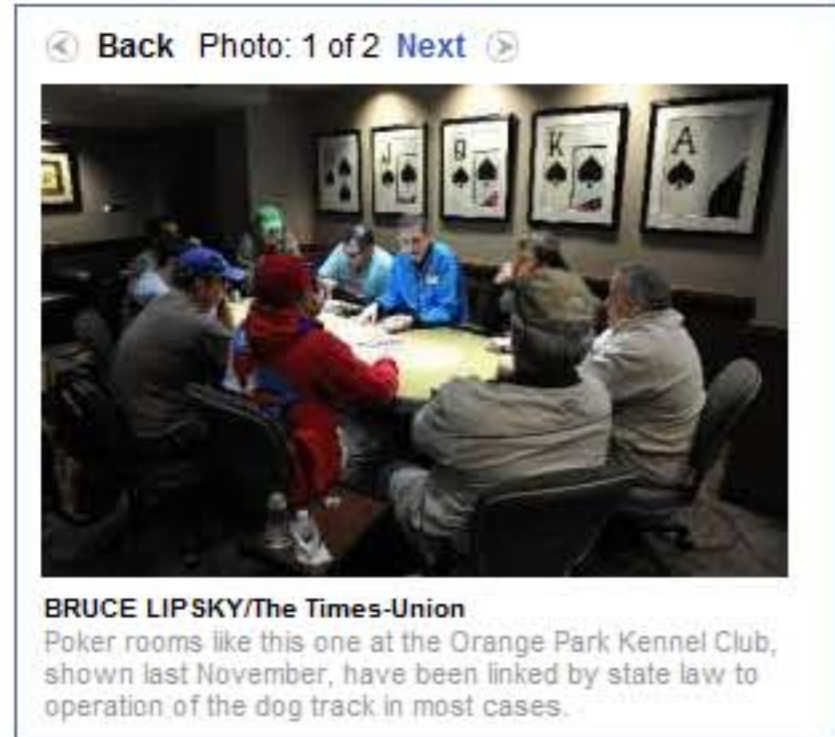 Back Photo: 1 of 2 Next
J Q K A
BRUCE LIPSKY/The Times-Union
Poker rooms like this one at the Orange Park Kennel Club,
shown last November, have been linked by state law to
operation of the dog track in most cases.